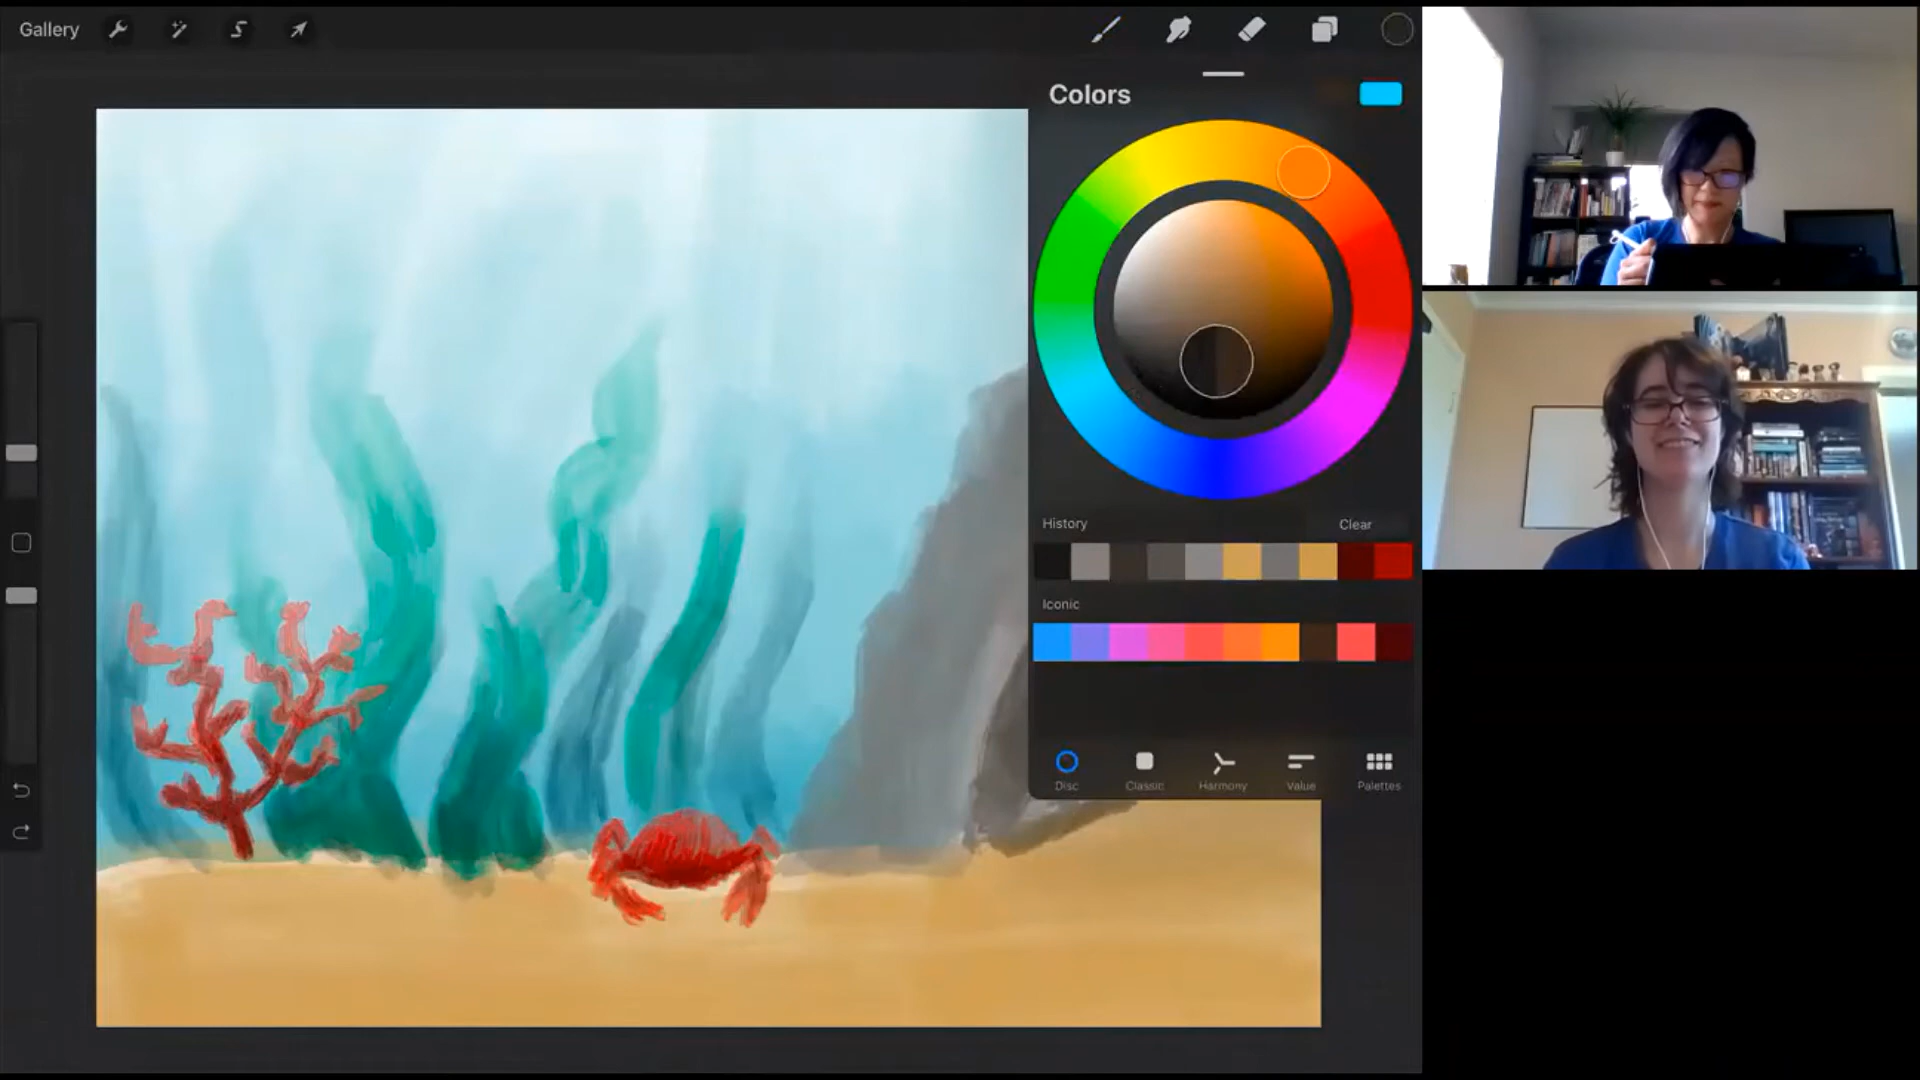 Gallery
Colors
History
Clear
Iconic
Disc
Classic
Harmony
Value
Palettes